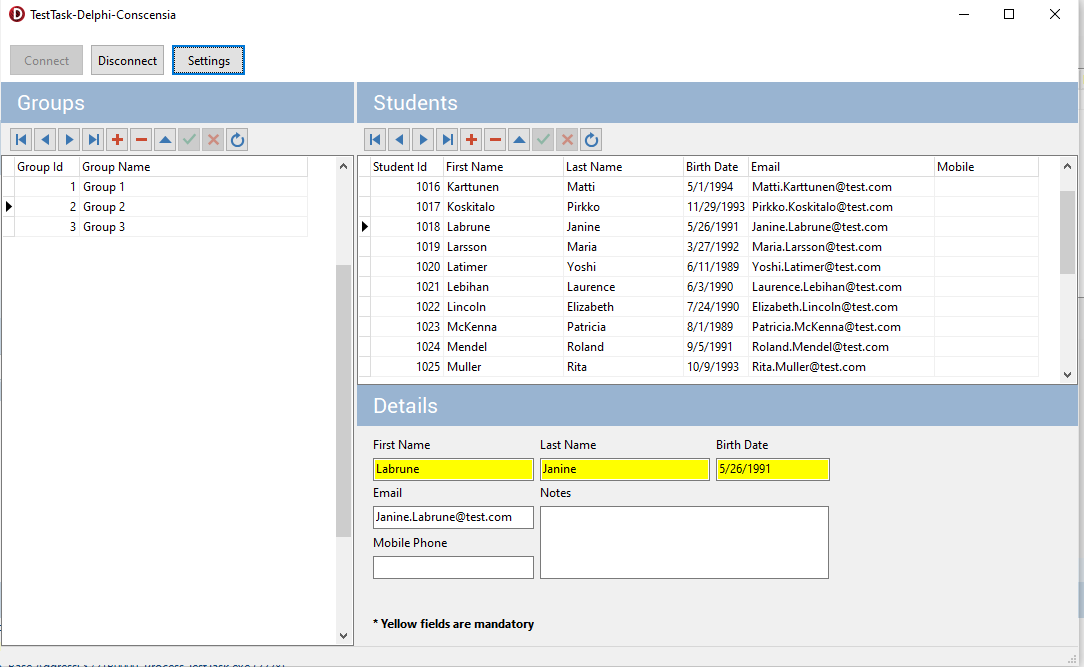 TestTask-Delphi-Conscensia
Connect Disconnect Settings
Groups
Group Id Group Name
1 Group 1
2 Group 2
3 Group 3
Students
Student Id First Name Last Name Birth Date Email Mobile
1016 Karttunen Matti 5/1/1994 Matti.Karttunen@test.com
1017 Koskitalo Pirkko 11/29/1993 Pirkko.Koskitalo@test.com
1018 Labrune Janine 5/26/1991 Janine.Labrune@test.com
1019 Larsson Maria 3/27/1992 Maria.Larsson@test.com
1020 Latimer Yoshi 6/11/1989 Yoshi.Latimer@test.com
1021 Lebihan Laurence 6/3/1990 Laurence.Lebihan@test.com
1022 Lincoln Elizabeth 7/24/1990 Elizabeth.Lincoln@test.com
1023 McKenna Patricia 8/1/1989 Patricia.McKenna@test.com
1024 Mendel Roland 9/5/1991 Roland.Mendel@test.com
1025 Muller Rita 10/9/1993 Rita.Muller@test.com
Details
First Name Last Name Birth Date
Labrune Janine 5/26/1991
Email Notes
Janine.Labrune@test.com
Mobile Phone
* Yellow fields are mandatory